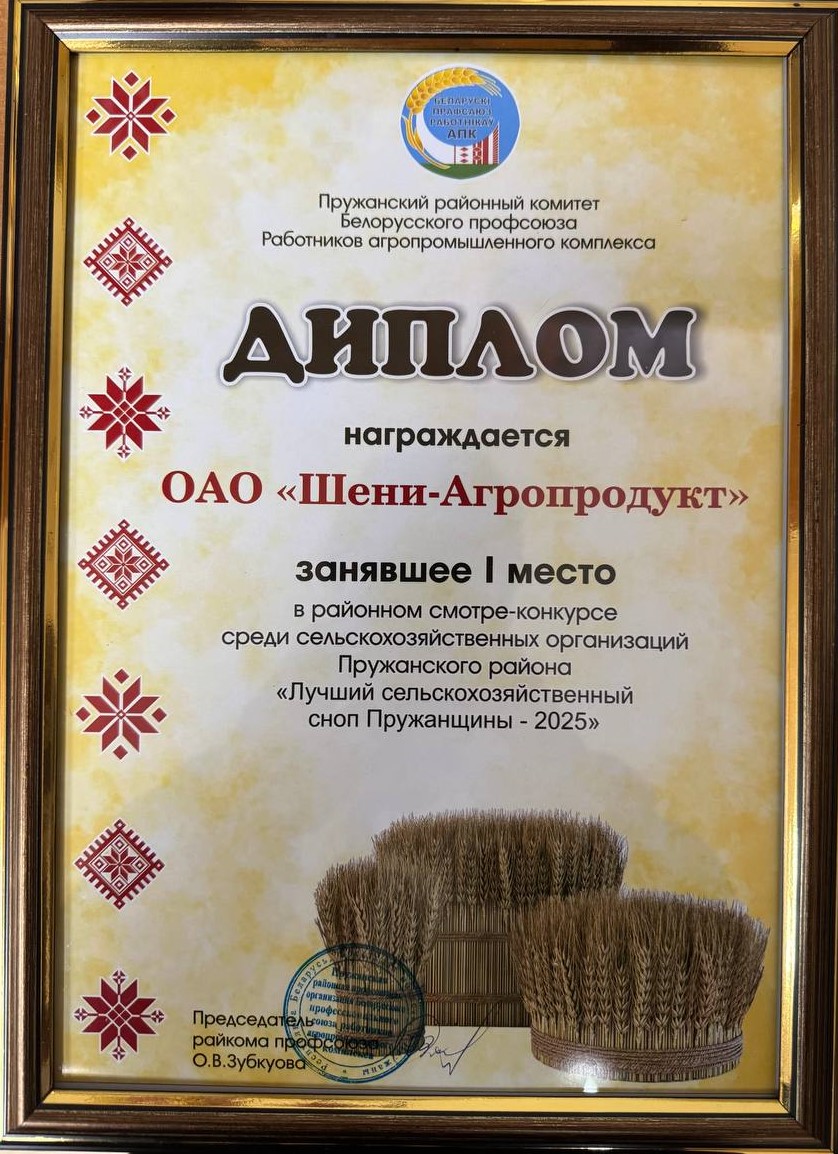 БЕЛАРУСКІ
ПРАФСАЮЗ
РАБОТНІКАЎ
АПК
Пружанский районный комитет
Белорусского профсоюза
Работников агропромышленного комплекса
ДИПЛОМ
награждается
ОАО «Шени-Агропродукт»
занявшее I место
в районном смотре-конкурсе
среди сельскохозяйственных организаций
Пружанского района
«Лучший сельскохозяйственный
сноп Пружанщины - 2025»
Председатель
райкома профсоюза
О.В.Зубкуова